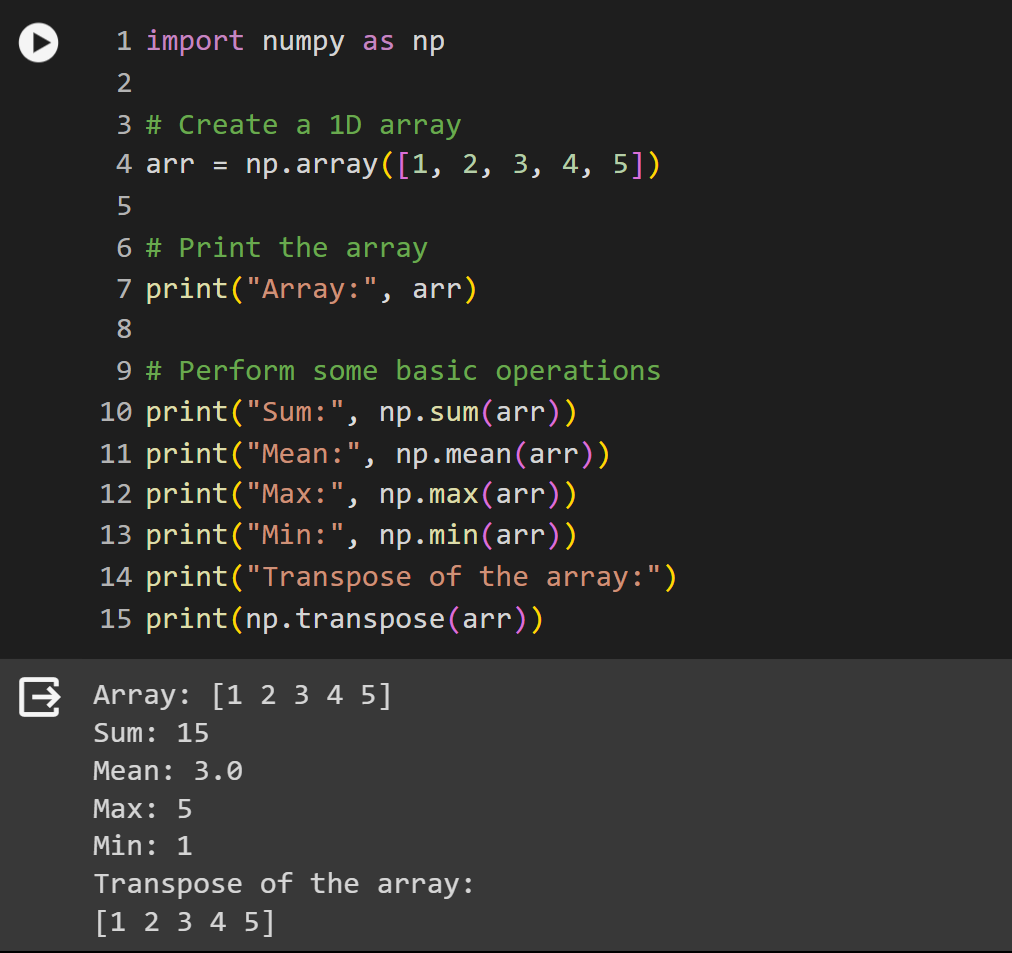 1 import numpy as np
2
3 # Create a 1D array
4 arr = np.array([1, 2, 3, 4, 5])
5
6 # Print the array
7 print("Array:", arr)
8
9 # Perform some basic operations
10 print("Sum:", np.sum(arr))
11 print("Mean:", np.mean(arr))
12 print("Max:", np.max(arr))
13 print("Min:", np.min(arr))
14 print("Transpose of the array:")
15 print(np.transpose(arr))
Array: [1 2 3 4 5]
Sum: 15
Mean: 3.0
Max: 5
Min: 1
Transpose of the array:
[1 2 3 4 5]